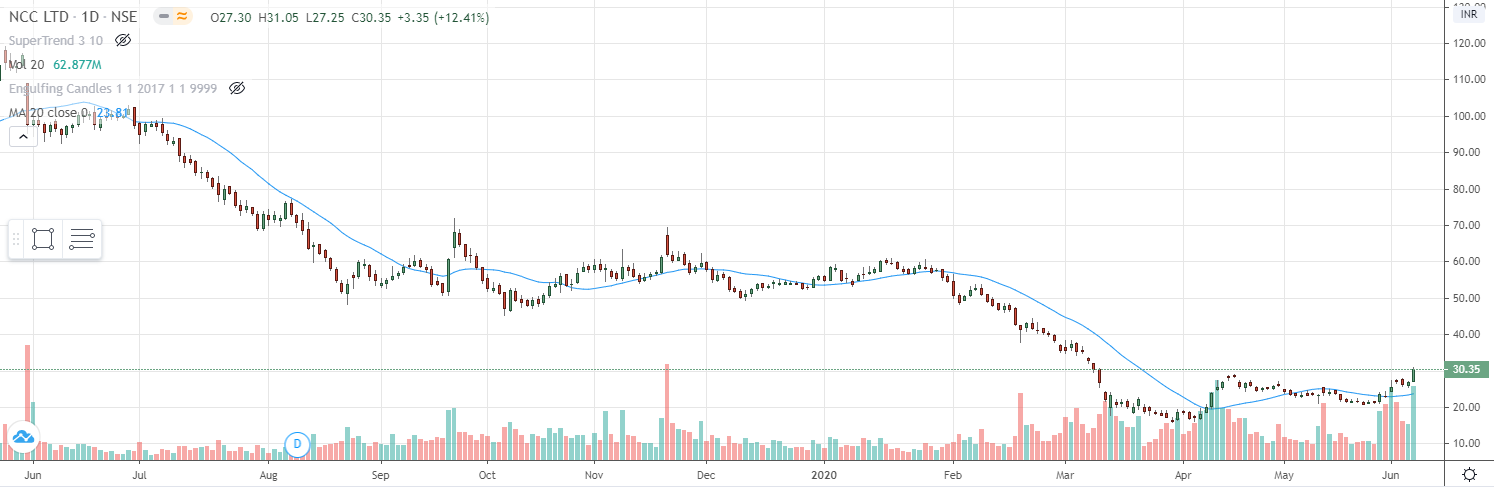 NCC LTD · 1D · NSE O27.30 H31.05 L27.25 C30.35 +3.35 (+12.41%)
SuperTrend 3 10
Vol 20 62.877M
Engulfing Candles 1 1 2017 1 1 9999
MA 20 close 0 23.81
INR
130.00
120.00
110.00
100.00
90.00
80.00
70.00
60.00
50.00
40.00
30.35
20.00
10.00
D
Jun Jul Aug Sep Oct Nov Dec 2020 Feb Mar Apr May Jun